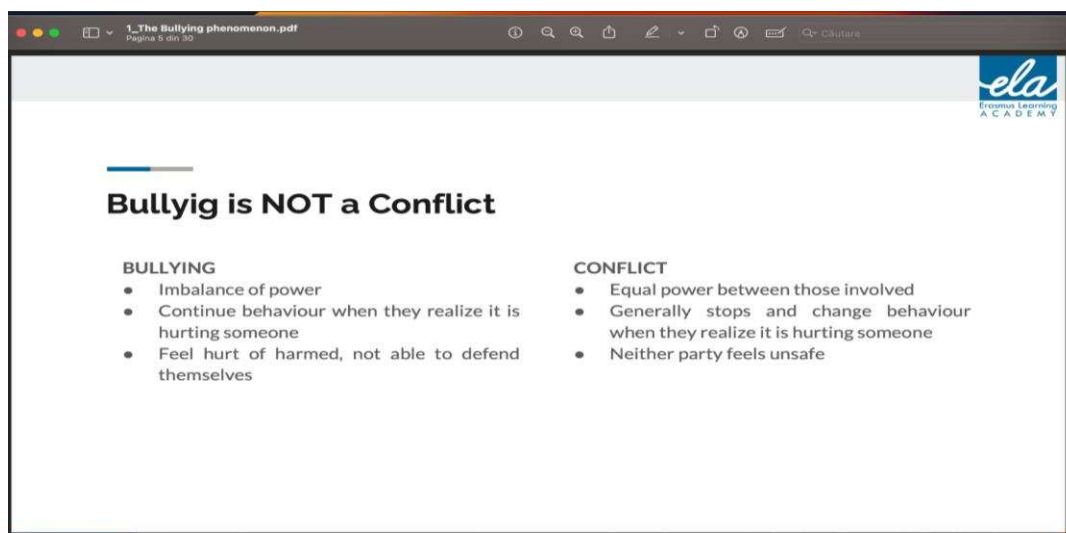 1_The Bullying phenomenon.pdf
Pagina 5 din 30
Căutare
ela
Erasmus Learning
ACADEMY
Bullyig is NOT a Conflict
BULLYING
● Imbalance of power
● Continue behaviour when they realize it is
hurting someone
● Feel hurt of harmed, not able to defend
themselves
CONFLICT
● Equal power between those involved
● Generally stops and change behaviour
when they realize it is hurting someone
● Neither party feels unsafe